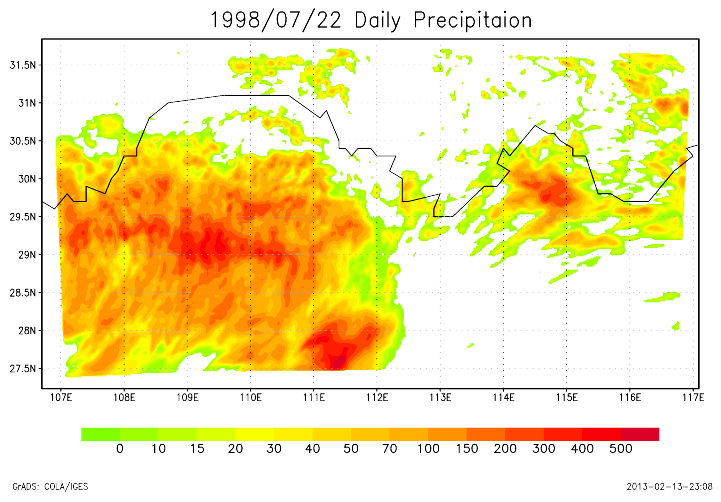 1998/07/22 Daily Precipitaion
31.5N
31N
30.5N
30N
29.5N
29N
28.5N
28N
27.5N
107E 108E 109E 110E 111E 112E 113E 114E 115E 116E 117E
0 10 15 20 30 40 50 70 100 150 200 300 400 500
GrADS: COLA/IGES 2013-02-13-23:08